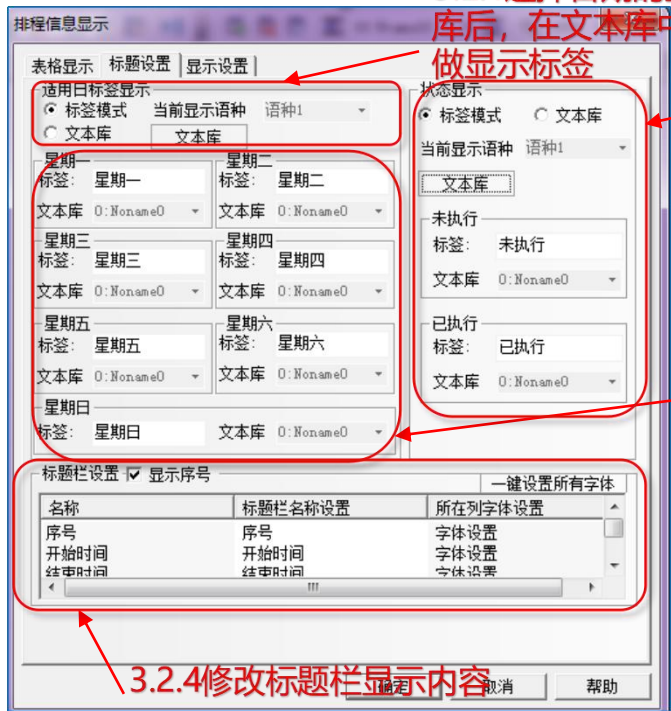 库后，在文本库中
做显示标签
排程信息显示
表格显示 标题设置 显示设置
适用日标签显示
标签模式 当前显示语种 语种1
文本库 文本库
星期一
标签: 星期一
文本库 0:Noname0
星期二
标签: 星期二
文本库 0:Noname0
星期三
标签: 星期三
文本库 0:Noname0
星期四
标签: 星期四
文本库 0:Noname0
星期五
标签: 星期五
文本库 0:Noname0
星期六
标签: 星期六
文本库 0:Noname0
星期日
标签: 星期日 文本库 0:Noname0
状态显示
标签模式 文本库
当前显示语种 语种1
文本库
未执行
标签: 未执行
文本库 0:Noname0
已执行
标签: 已执行
文本库 0:Noname0
标题栏设置 显示序号
一键设置所有字体
名称 标题栏名称设置 所在列字体设置
序号 序号 字体设置
开始时间 开始时间 字体设置
结束时间 结束时间 字体设置
3.2.4修改标题栏显示内容
确定 取消 帮助